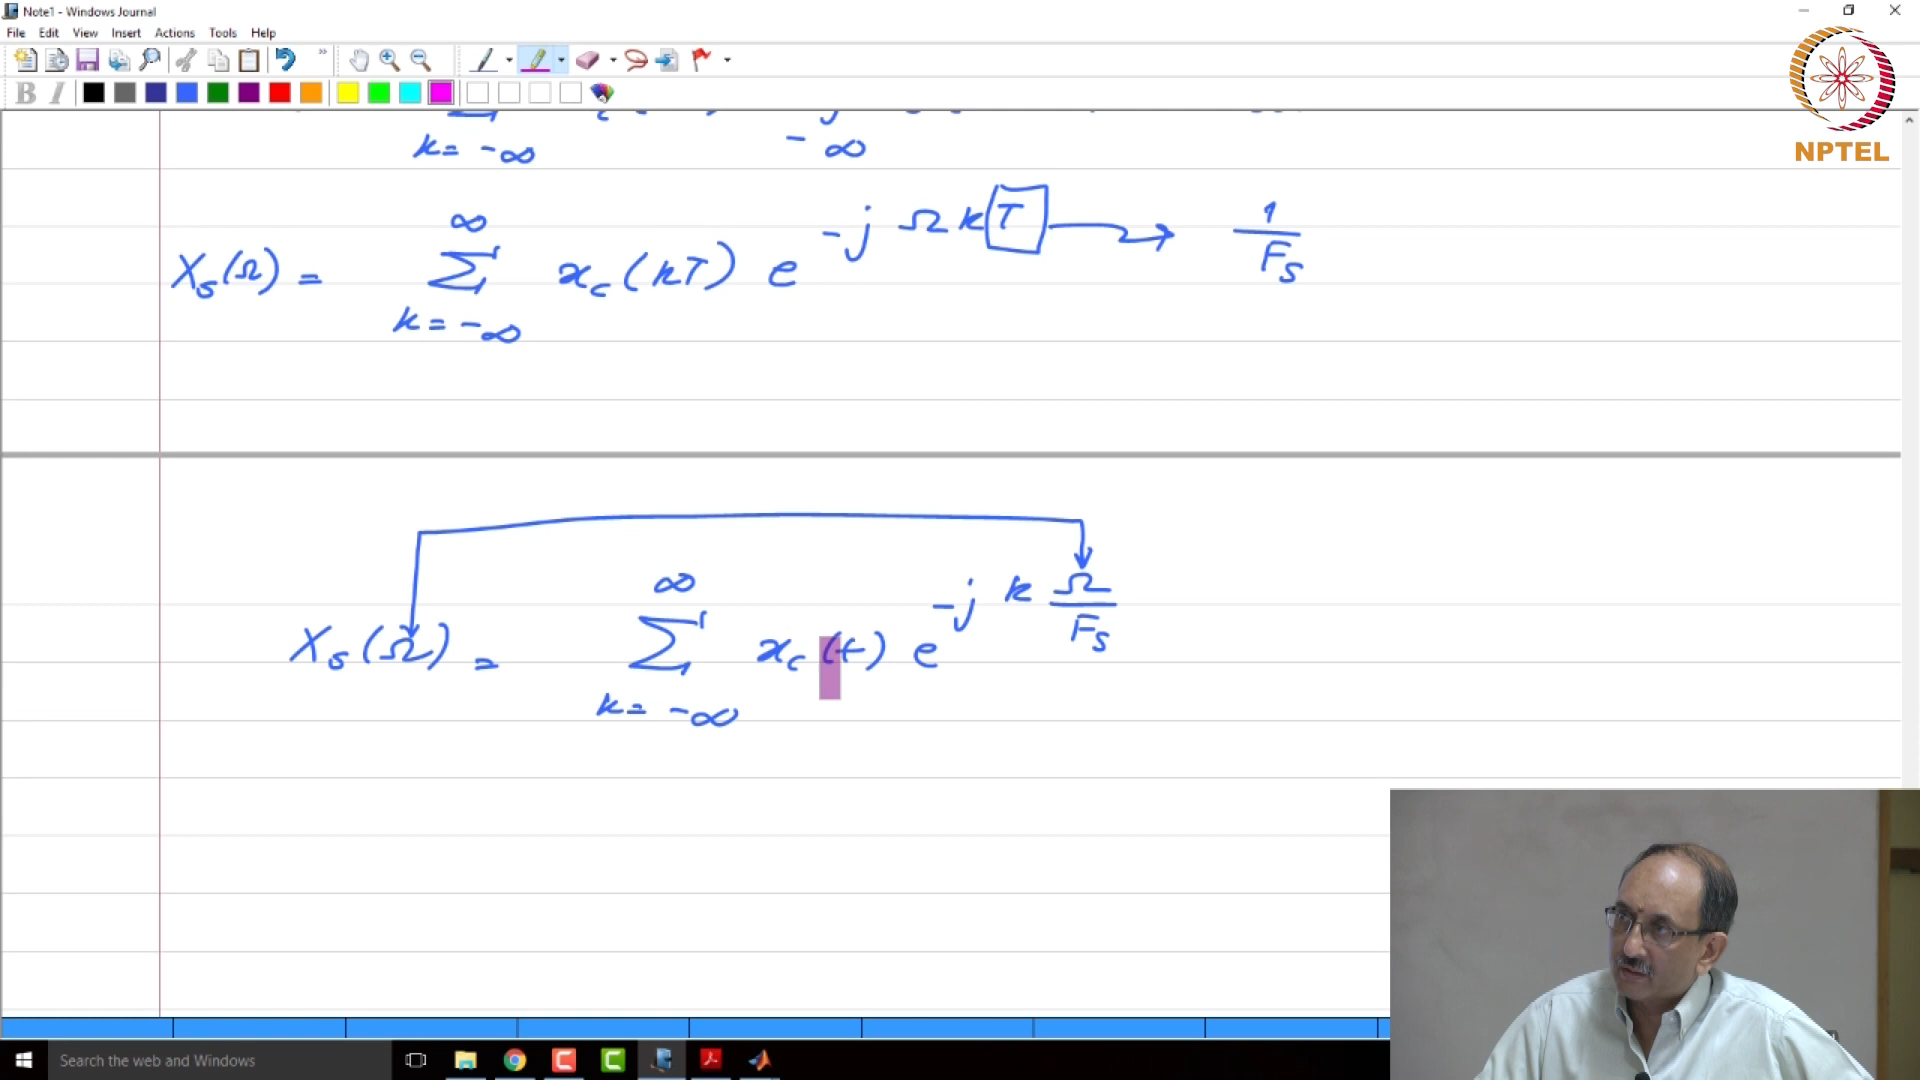 Note1 - Windows Journal
File Edit View Insert Actions Tools Help
B I
NPTEL
k = -∞ -∞
X_s(Ω) = ∞ Σ k = -∞ x_c(kT) e^{-jΩkT} → 1/F_s
X_s(Ω) = ∞ Σ k = -∞ x_c(t) e^{-jk Ω/F_s}
Search the web and Windows